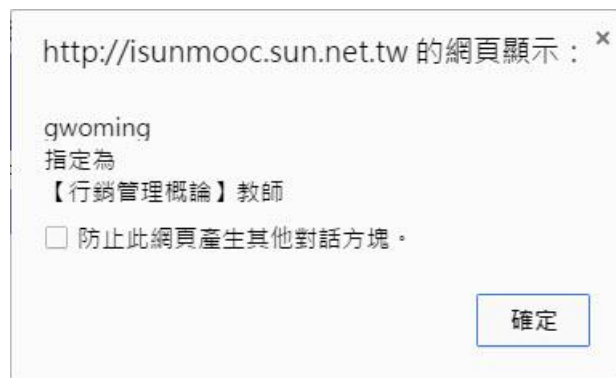 http://isunmooc.sun.net.tw 的網頁顯示：
gwoming
指定為
【行銷管理概論】教師
防止此網頁產生其他對話方塊。
確定